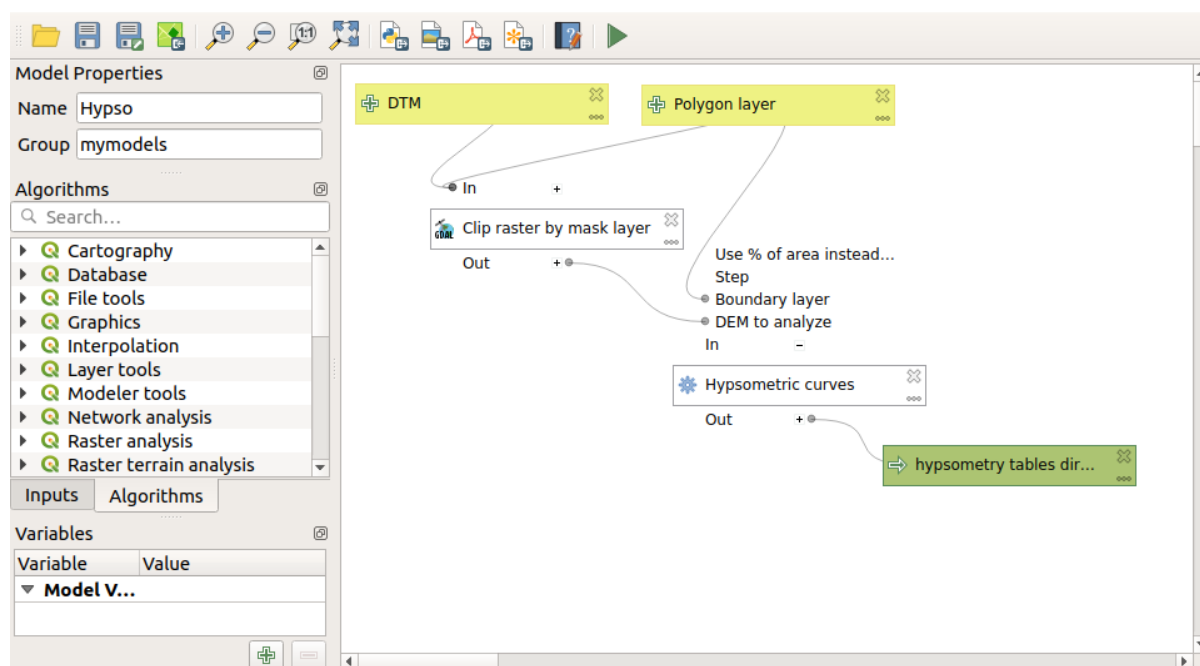 1:1
Model Properties
Name Hypso
Group mymodels
Algorithms
Search...
Cartography
Database
File tools
Graphics
Interpolation
Layer tools
Modeler tools
Network analysis
Raster analysis
Raster terrain analysis
Inputs Algorithms
Variables
Variable Value
Model V...
DTM
Polygon layer
In +
GDAL
Clip raster by mask layer
Out +
Use % of area instead...
Step
Boundary layer
DEM to analyze
In -
Hypsometric curves
Out +
hypsometry tables dir...